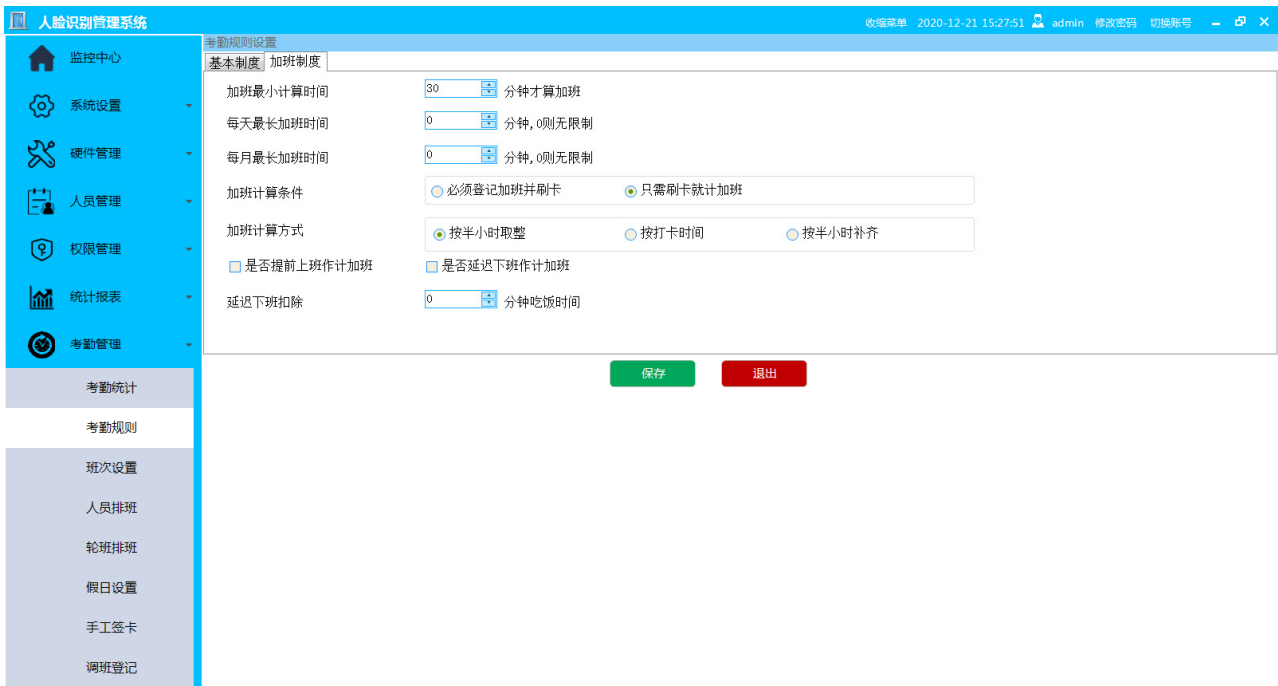 人脸识别管理系统
收缩菜单 2020-12-21 15:27:51 admin 修改密码 切换账号
监控中心
系统设置
硬件管理
人员管理
权限管理
统计报表
考勤管理
考勤统计
考勤规则
班次设置
人员排班
轮班排班
假日设置
手工签卡
调班登记
考勤规则设置
基本制度 加班制度
加班最小计算时间 30 分钟才算加班
每天最长加班时间 0 分钟,0则无限制
每月最长加班时间 0 分钟,0则无限制
加班计算条件 必须登记加班并刷卡 只需刷卡就计加班
加班计算方式 按半小时取整 按打卡时间 按半小时补齐
是否提前上班作计加班 是否延迟下班作计加班
延迟下班扣除 0 分钟吃饭时间
保存 退出